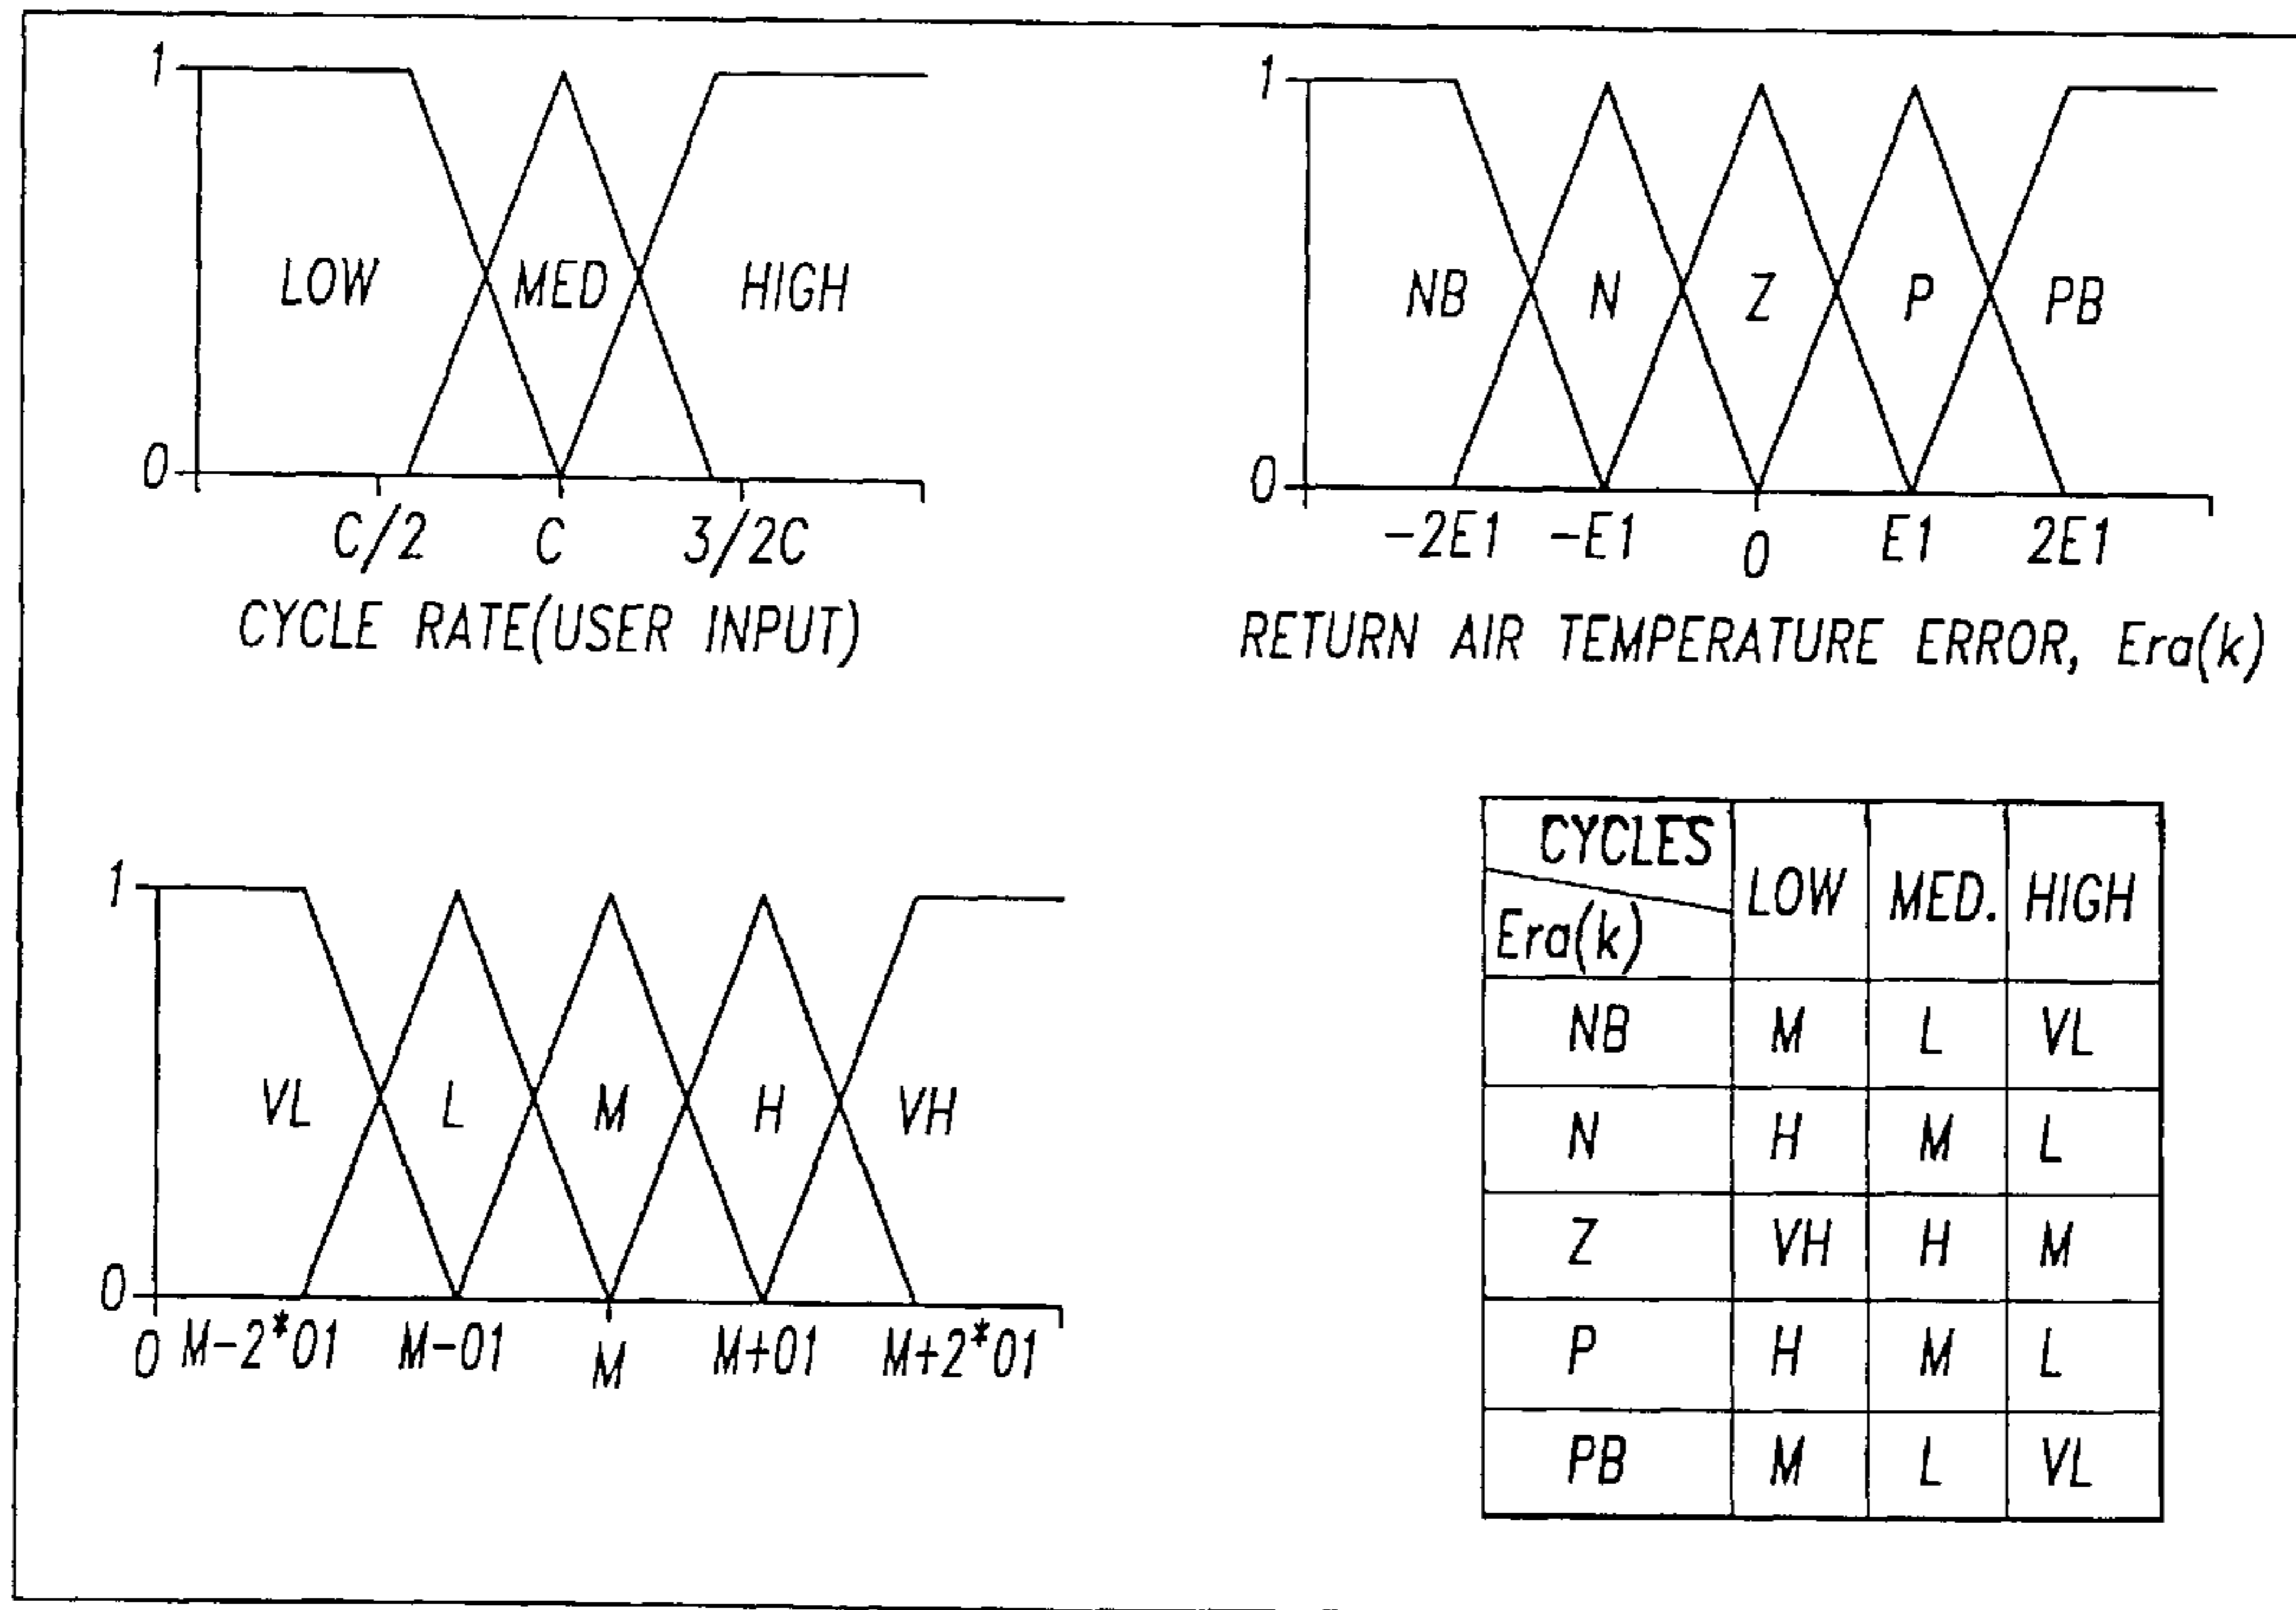 1
LOW MED HIGH
0
C/2 C 3/2C
CYCLE RATE(USER INPUT)
1
NB N Z P PB
0
-2E1 -E1 0 E1 2E1
RETURN AIR TEMPERATURE ERROR, Era(k)
1
VL L M H VH
0
0 M-2*01 M-01 M M+01 M+2*01
CYCLES LOW MED. HIGH
Era(k)
NB M L VL
N H M L
Z VH H M
P H M L
PB M L VL